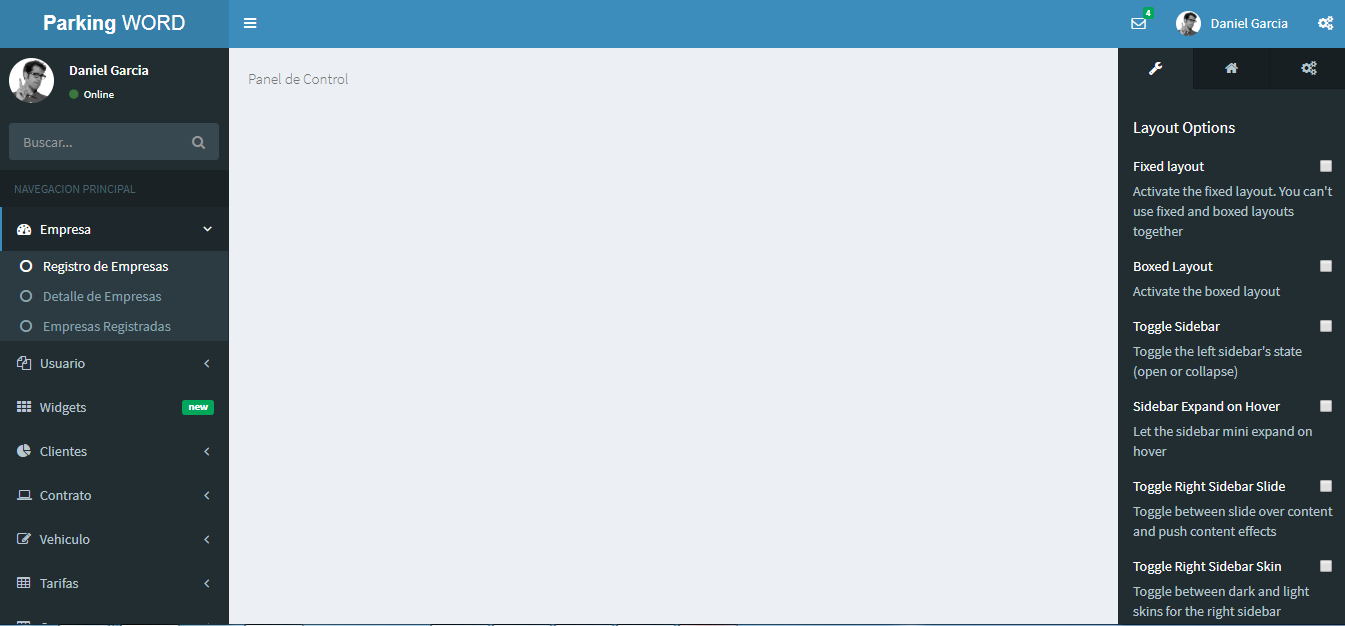 Parking WORD
4
Daniel Garcia
Daniel Garcia
Online
Buscar...
NAVEGACION PRINCIPAL
Empresa
Registro de Empresas
Detalle de Empresas
Empresas Registradas
Usuario
Widgets
new
Clientes
Contrato
Vehiculo
Tarifas
Panel de Control
Layout Options
Fixed layout
Activate the fixed layout. You can't
use fixed and boxed layouts
together
Boxed Layout
Activate the boxed layout
Toggle Sidebar
Toggle the left sidebar's state
(open or collapse)
Sidebar Expand on Hover
Let the sidebar mini expand on
hover
Toggle Right Sidebar Slide
Toggle between slide over content
and push content effects
Toggle Right Sidebar Skin
Toggle between dark and light
skins for the right sidebar